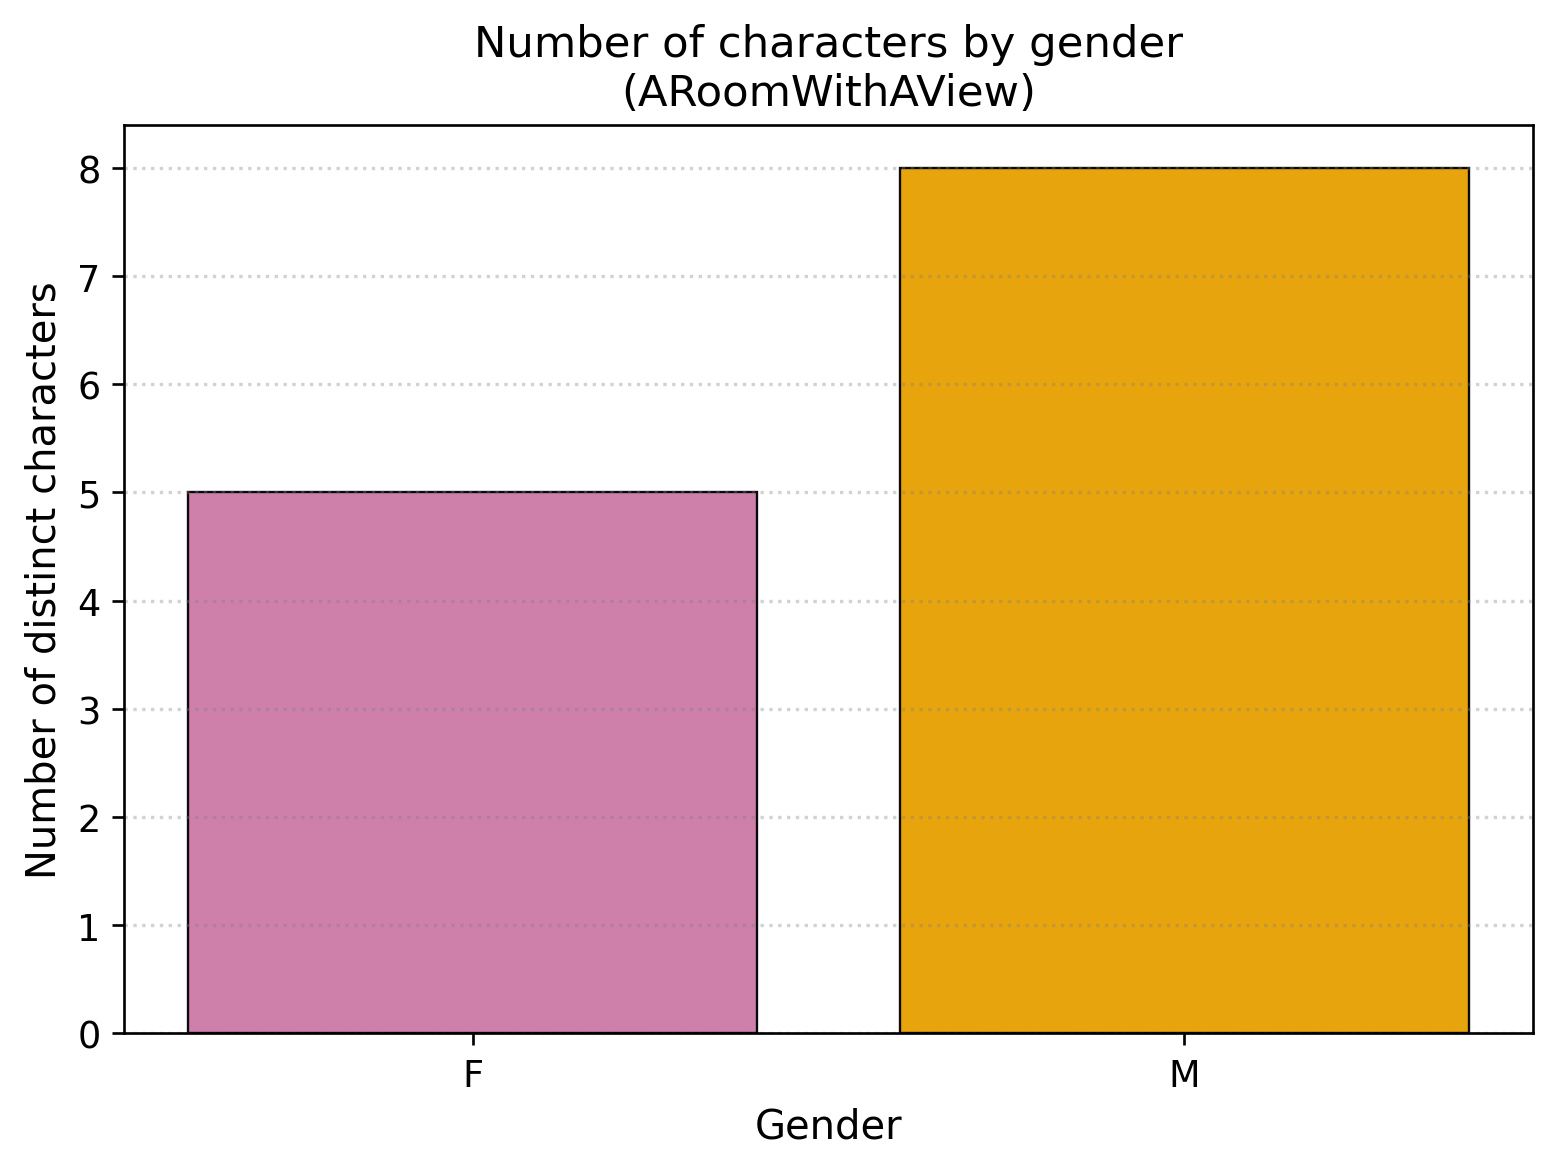 Number of characters by gender
(ARoomWithAView)
Number of distinct characters
8
7
6
5
4
3
2
1
0
F
M
Gender